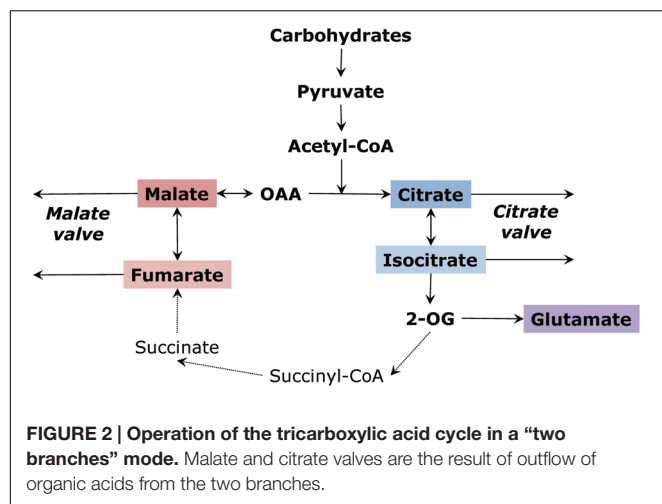 Carbohydrates
Pyruvate
Acetyl-CoA
Malate
OAA
Citrate
Malate
valve
Citrate
valve
Fumarate
Isocitrate
2-OG
Glutamate
Succinate
Succinyl-CoA
FIGURE 2 | Operation of the tricarboxylic acid cycle in a “two
branches” mode. Malate and citrate valves are the result of outflow of
organic acids from the two branches.